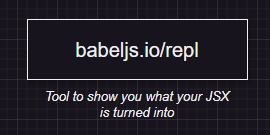 babeljs.io/repl
Tool to show you what your JSX
is turned into